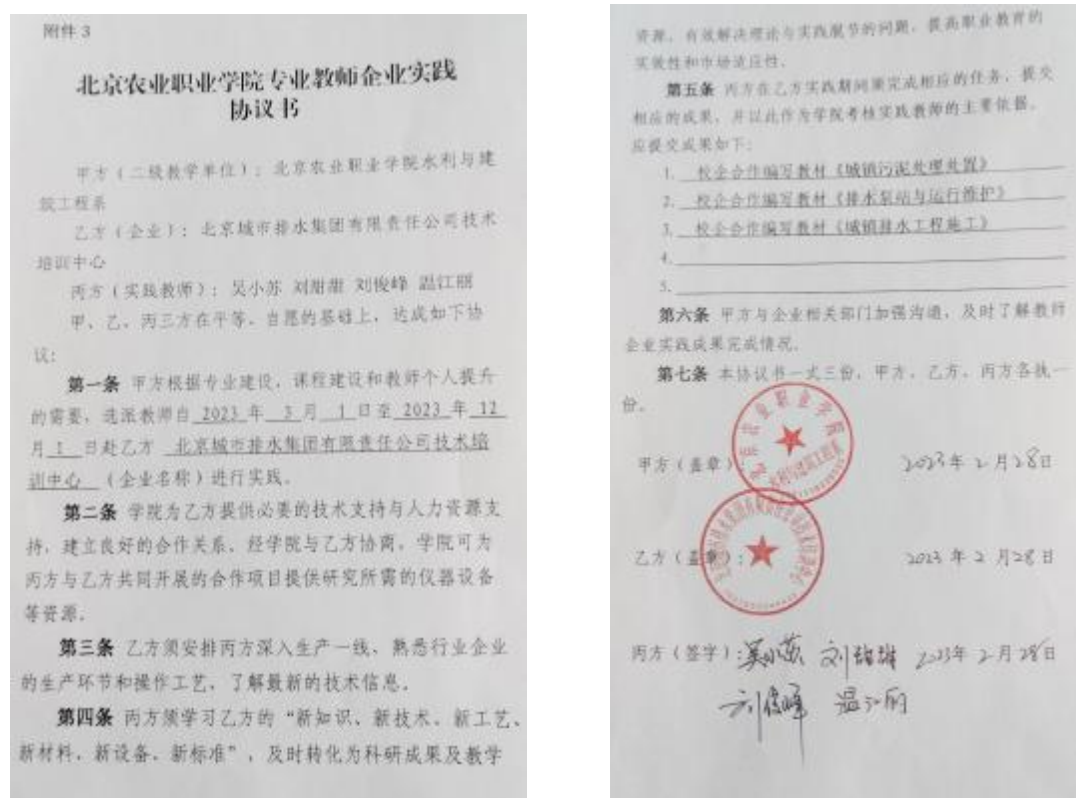 附件 3
北京农业职业学院专业教师企业实践
协议书
甲方（二级教学单位）：北京农业职业学院水利与建
筑工程系
乙方（企业）：北京城市排水集团有限责任公司技术
培训中心
丙方（实践教师）：吴小苏 刘甜甜 刘俊峰 温江丽
甲、乙、丙三方在平等、自愿的基础上，达成如下协
议：
第一条 甲方根据专业建设、课程建设和教师个人提升
的需要，选派教师自 2023 年 3 月 1 日至 2023 年 12
月 1 日赴乙方 北京城市排水集团有限责任公司技术培
训中心 （企业名称）进行实践。
第二条 学院为乙方提供必要的技术支持与人力资源支
持，建立良好的合作关系。经学院与乙方协商，学院可为
丙方与乙方共同开展的合作项目提供研究所需的仪器设备
等资源。
第三条 乙方须安排丙方深入生产一线，熟悉行业企业
的生产环节和操作工艺，了解最新的技术信息。
第四条 丙方须学习乙方的“新知识、新技术、新工艺、
新材料、新设备、新标准”，及时转化为科研成果及教学
资源，有效解决理论与实践脱节的问题，提高职业教育的
实效性和市场适应性。
第五条 丙方在乙方实践期间须完成相应的任务，提交
相应的成果，并以此作为学院考核实践教师的主要依据。
应提交成果如下：
1. 校企合作编写教材《城镇污泥处理处置》
2. 校企合作编写教材《排水泵站与运行维护》
3. 校企合作编写教材《城镇排水工程施工》
4.
5.
第六条 甲方与企业相关部门加强沟通，及时了解教师
企业实践成果完成情况。
第七条 本协议书一式三份，甲方、乙方、丙方各执一
份。
北京农业职业学院
水利与建筑工程系
甲方（盖章）： 2023年 2月28日
乙方（盖章）： 2023 年 2 月 28 日
丙方（签字）：吴小苏 刘甜甜 2023年 2月 28日
刘俊峰 温江丽